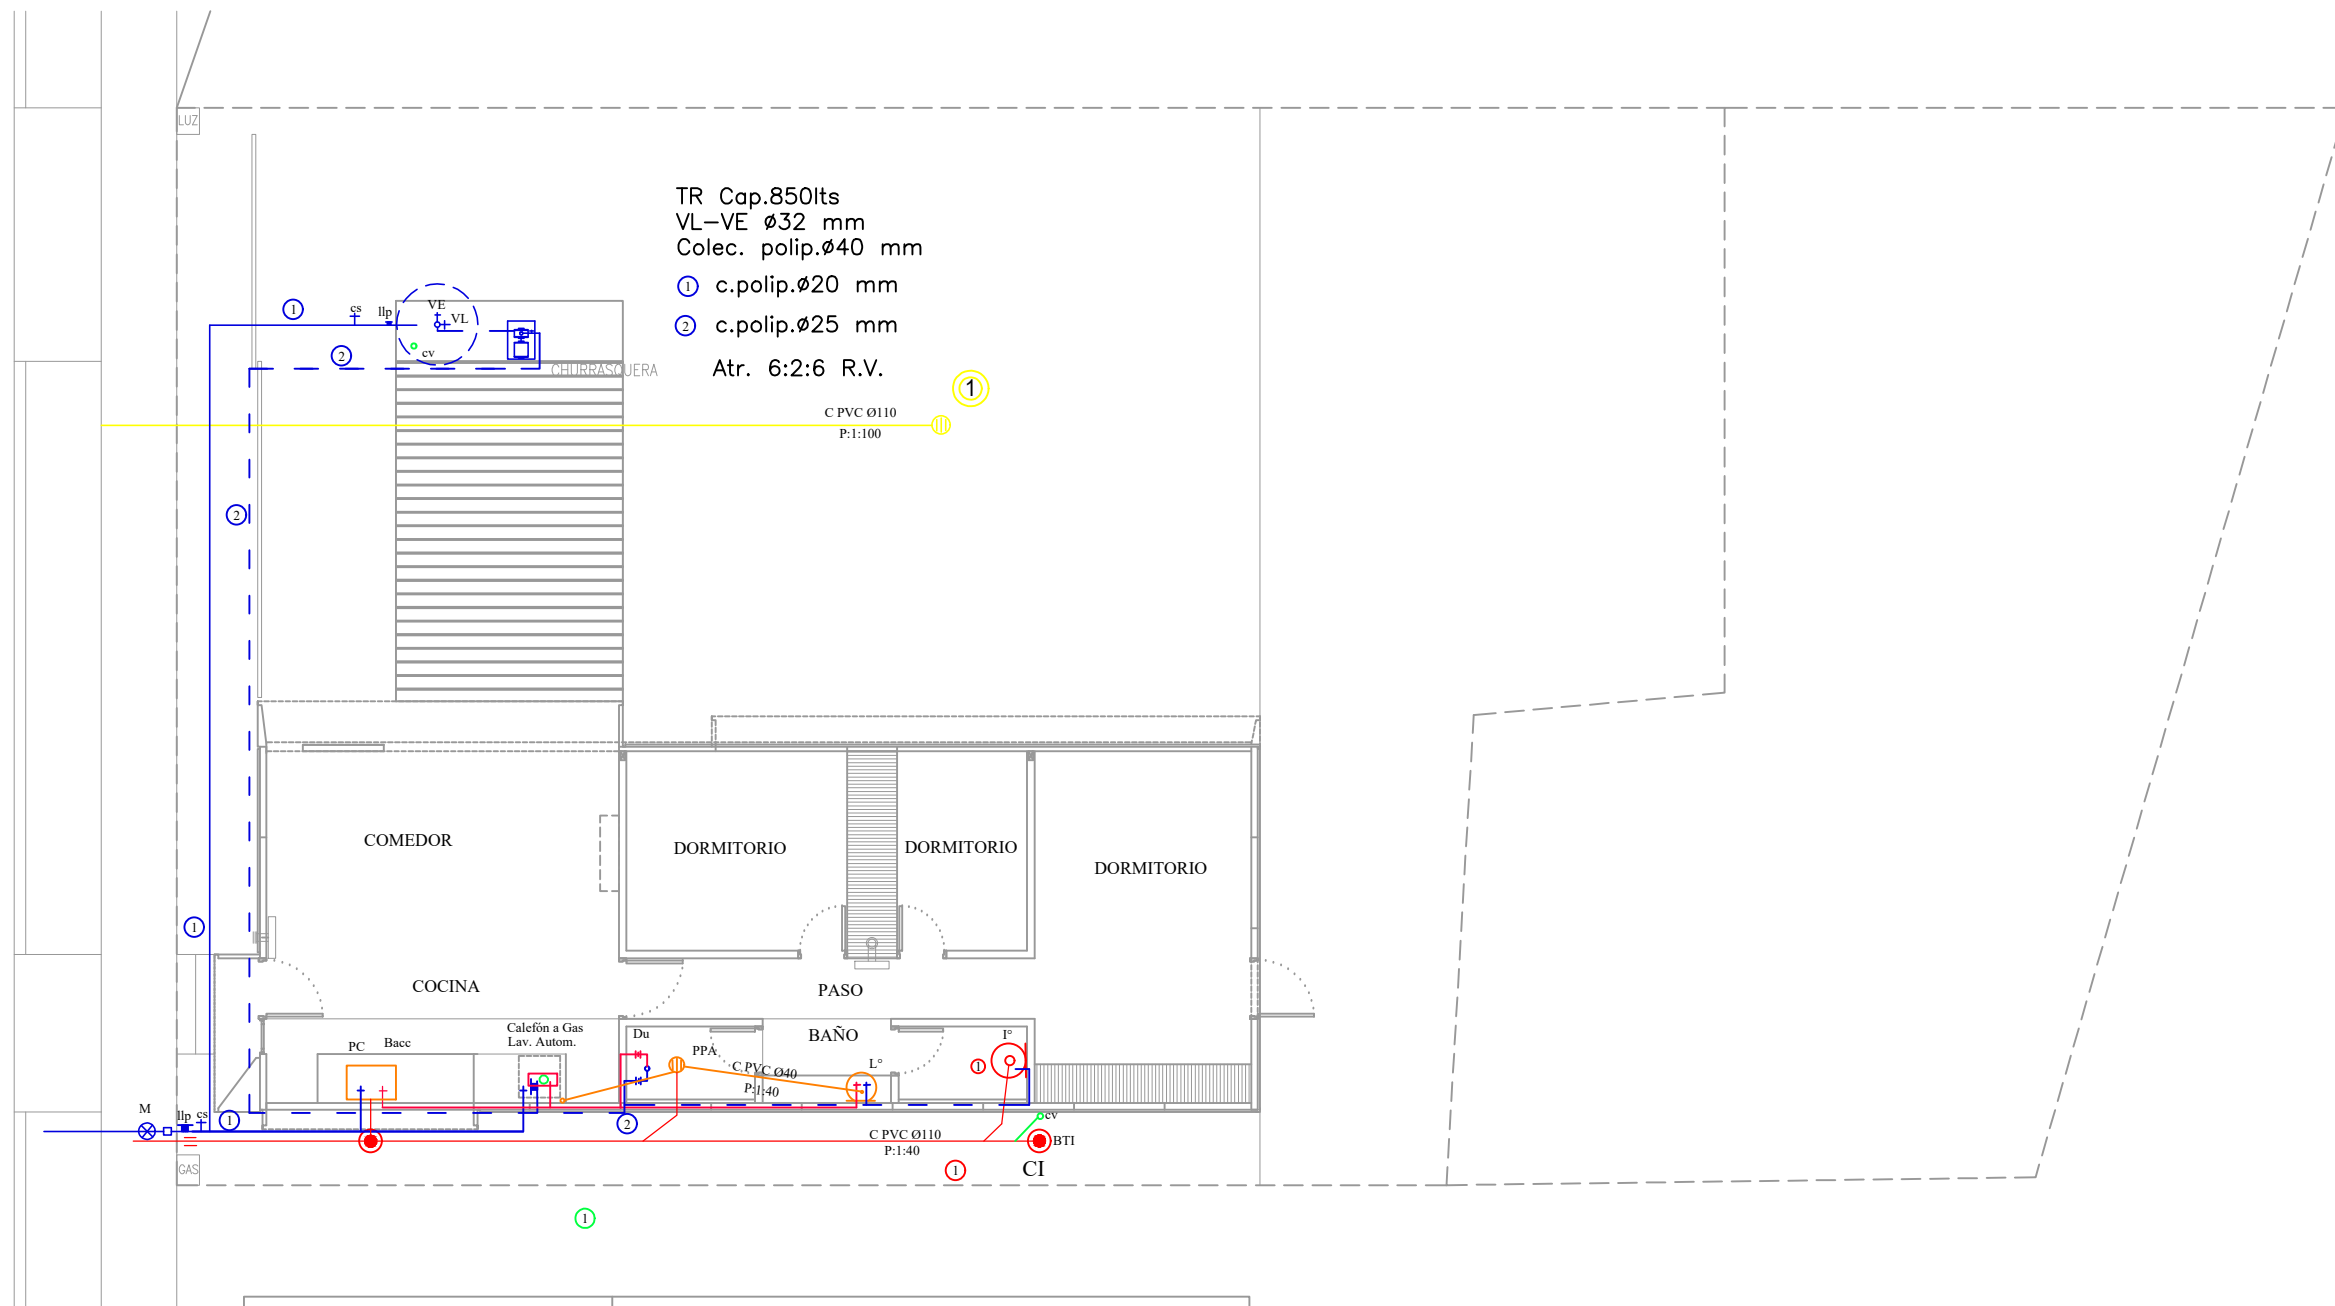 LUZ
TR Cap.850lts
VL-VE ø32 mm
Colec. polip.ø40 mm
1 c.polip.ø20 mm
2 c.polip.ø25 mm
Atr. 6:2:6 R.V.
1
cs
llp
VE
VL
cv
2
CHURRASQUERA
1
C PVC Ø110
P:1:100
2
COMEDOR
DORMITORIO
DORMITORIO
DORMITORIO
1
COCINA
PASO
BAÑO
Calefón a Gas
Lav. Autom.
Du
I°
PC
Bacc
PPA
L°
1
C PVC Ø40
P:1:40
M
llp
cs
1
2
cv
C PVC Ø110
P:1:40
BTI
CI
GAS
1
1